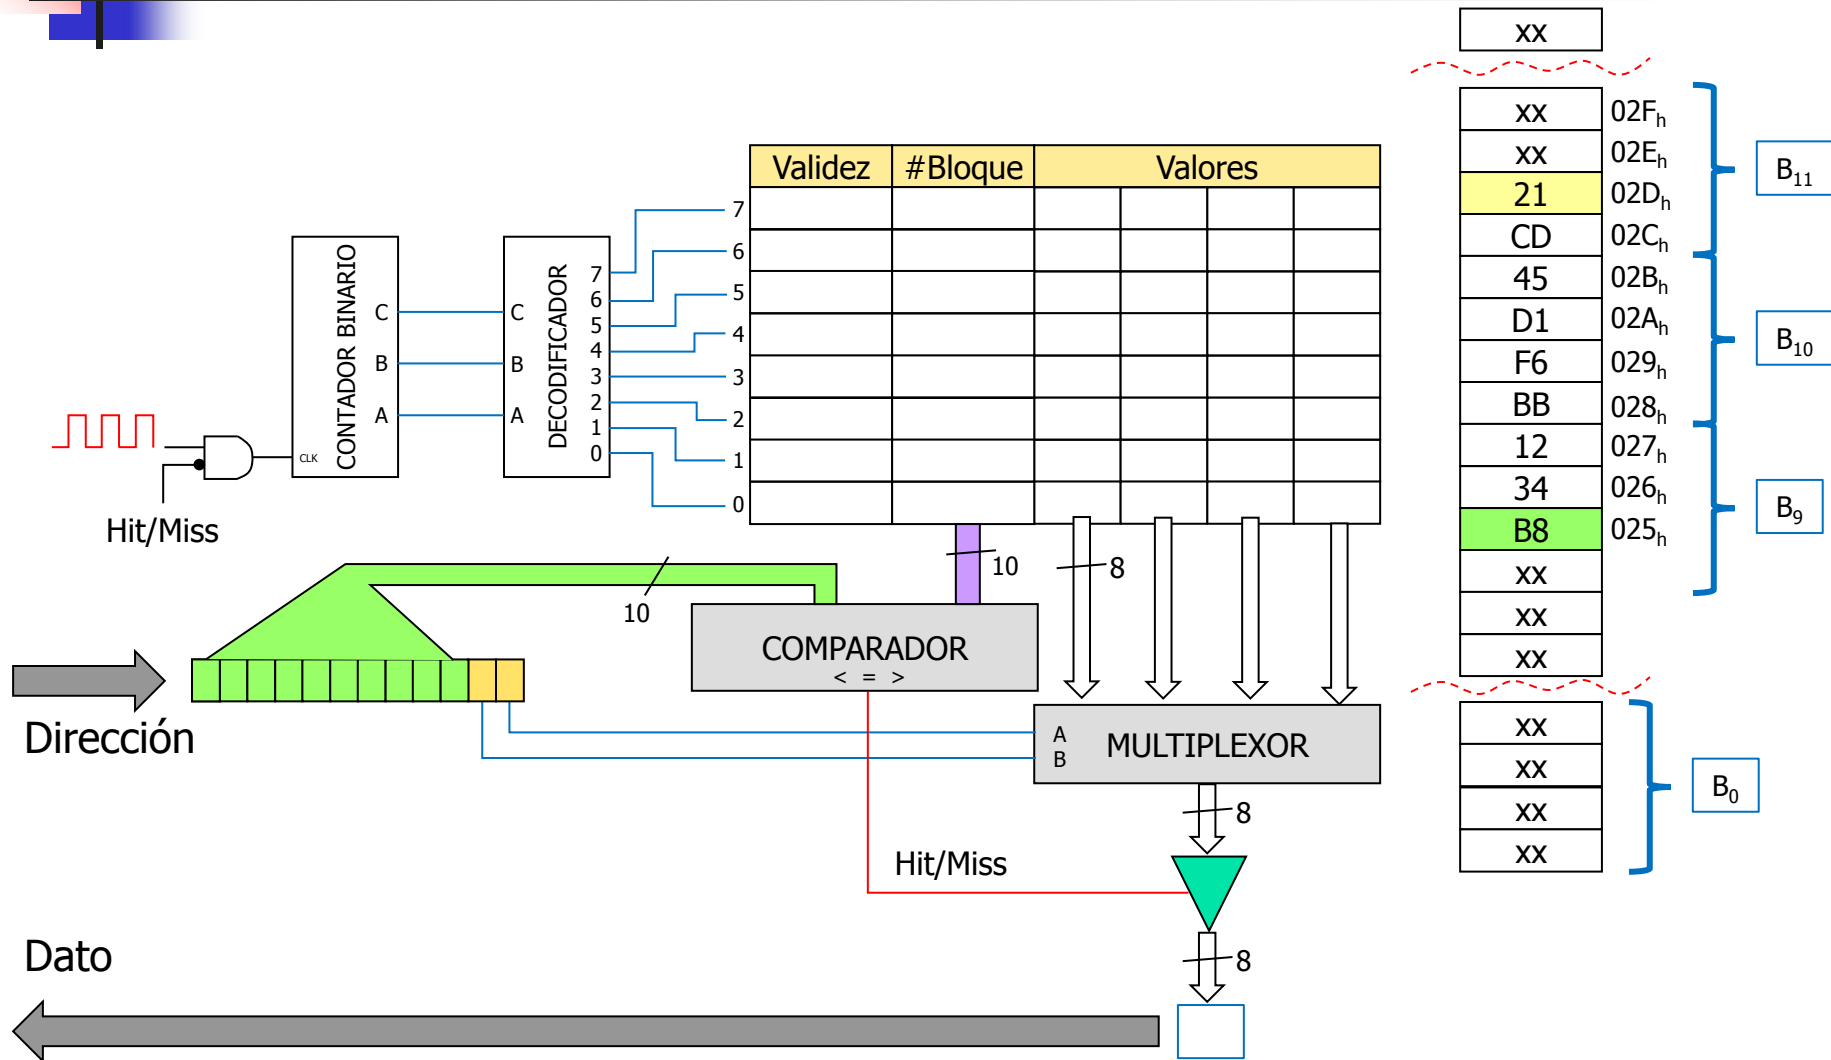 xx
xx 02Fh
xx 02Eh
21 02Dh
CD 02Ch
B11
45 02Bh
D1 02Ah
F6 029h
BB 028h
B10
12 027h
34 026h
B8 025h
xx
B9
xx
xx
xx
xx
xx
xx
B0
Validez #Bloque Valores
7
6
5
4
3
2
1
0
CONTADOR BINARIO
C
B
A
CLK
DECODIFICADOR
C
B
A
7
6
5
4
3
2
1
0
Hit/Miss
10
10
8
COMPARADOR
< = >
Dirección
A
B
MULTIPLEXOR
8
Hit/Miss
8
Dato